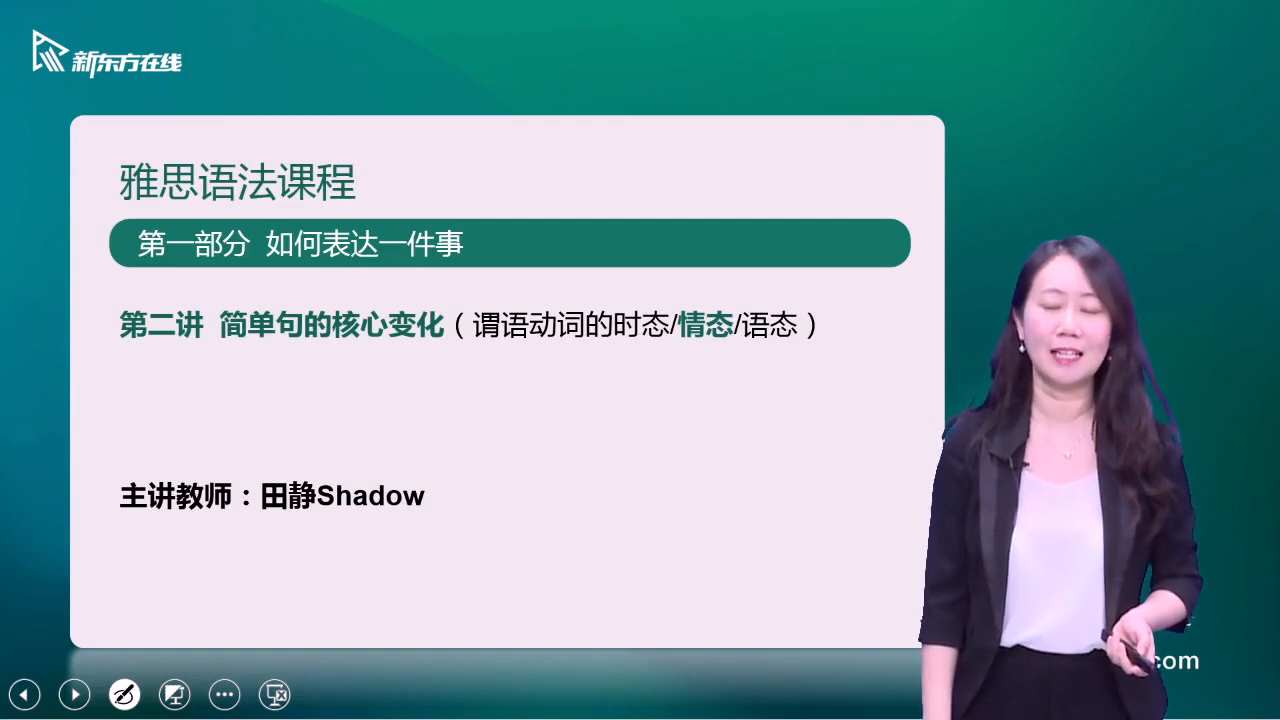 新东方在线
雅思语法课程
第一部分 如何表达一件事
第二讲 简单句的核心变化（谓语动词的时态/情态/语态）
主讲教师：田静Shadow
com